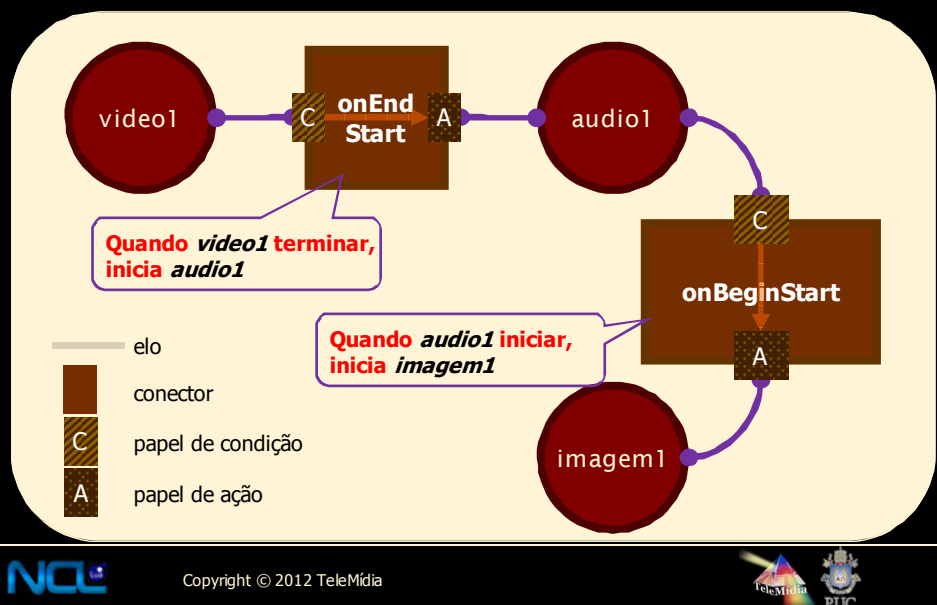 video1
C
onEnd
Start
A
audio1
Quando video1 terminar,
inicia audio1
C
onBeginStart
A
Quando audio1 iniciar,
inicia imagem1
imagem1
elo
conector
C
papel de condição
A
papel de ação
NCL
Copyright © 2012 TeleMídia
TeleMídia
PUC